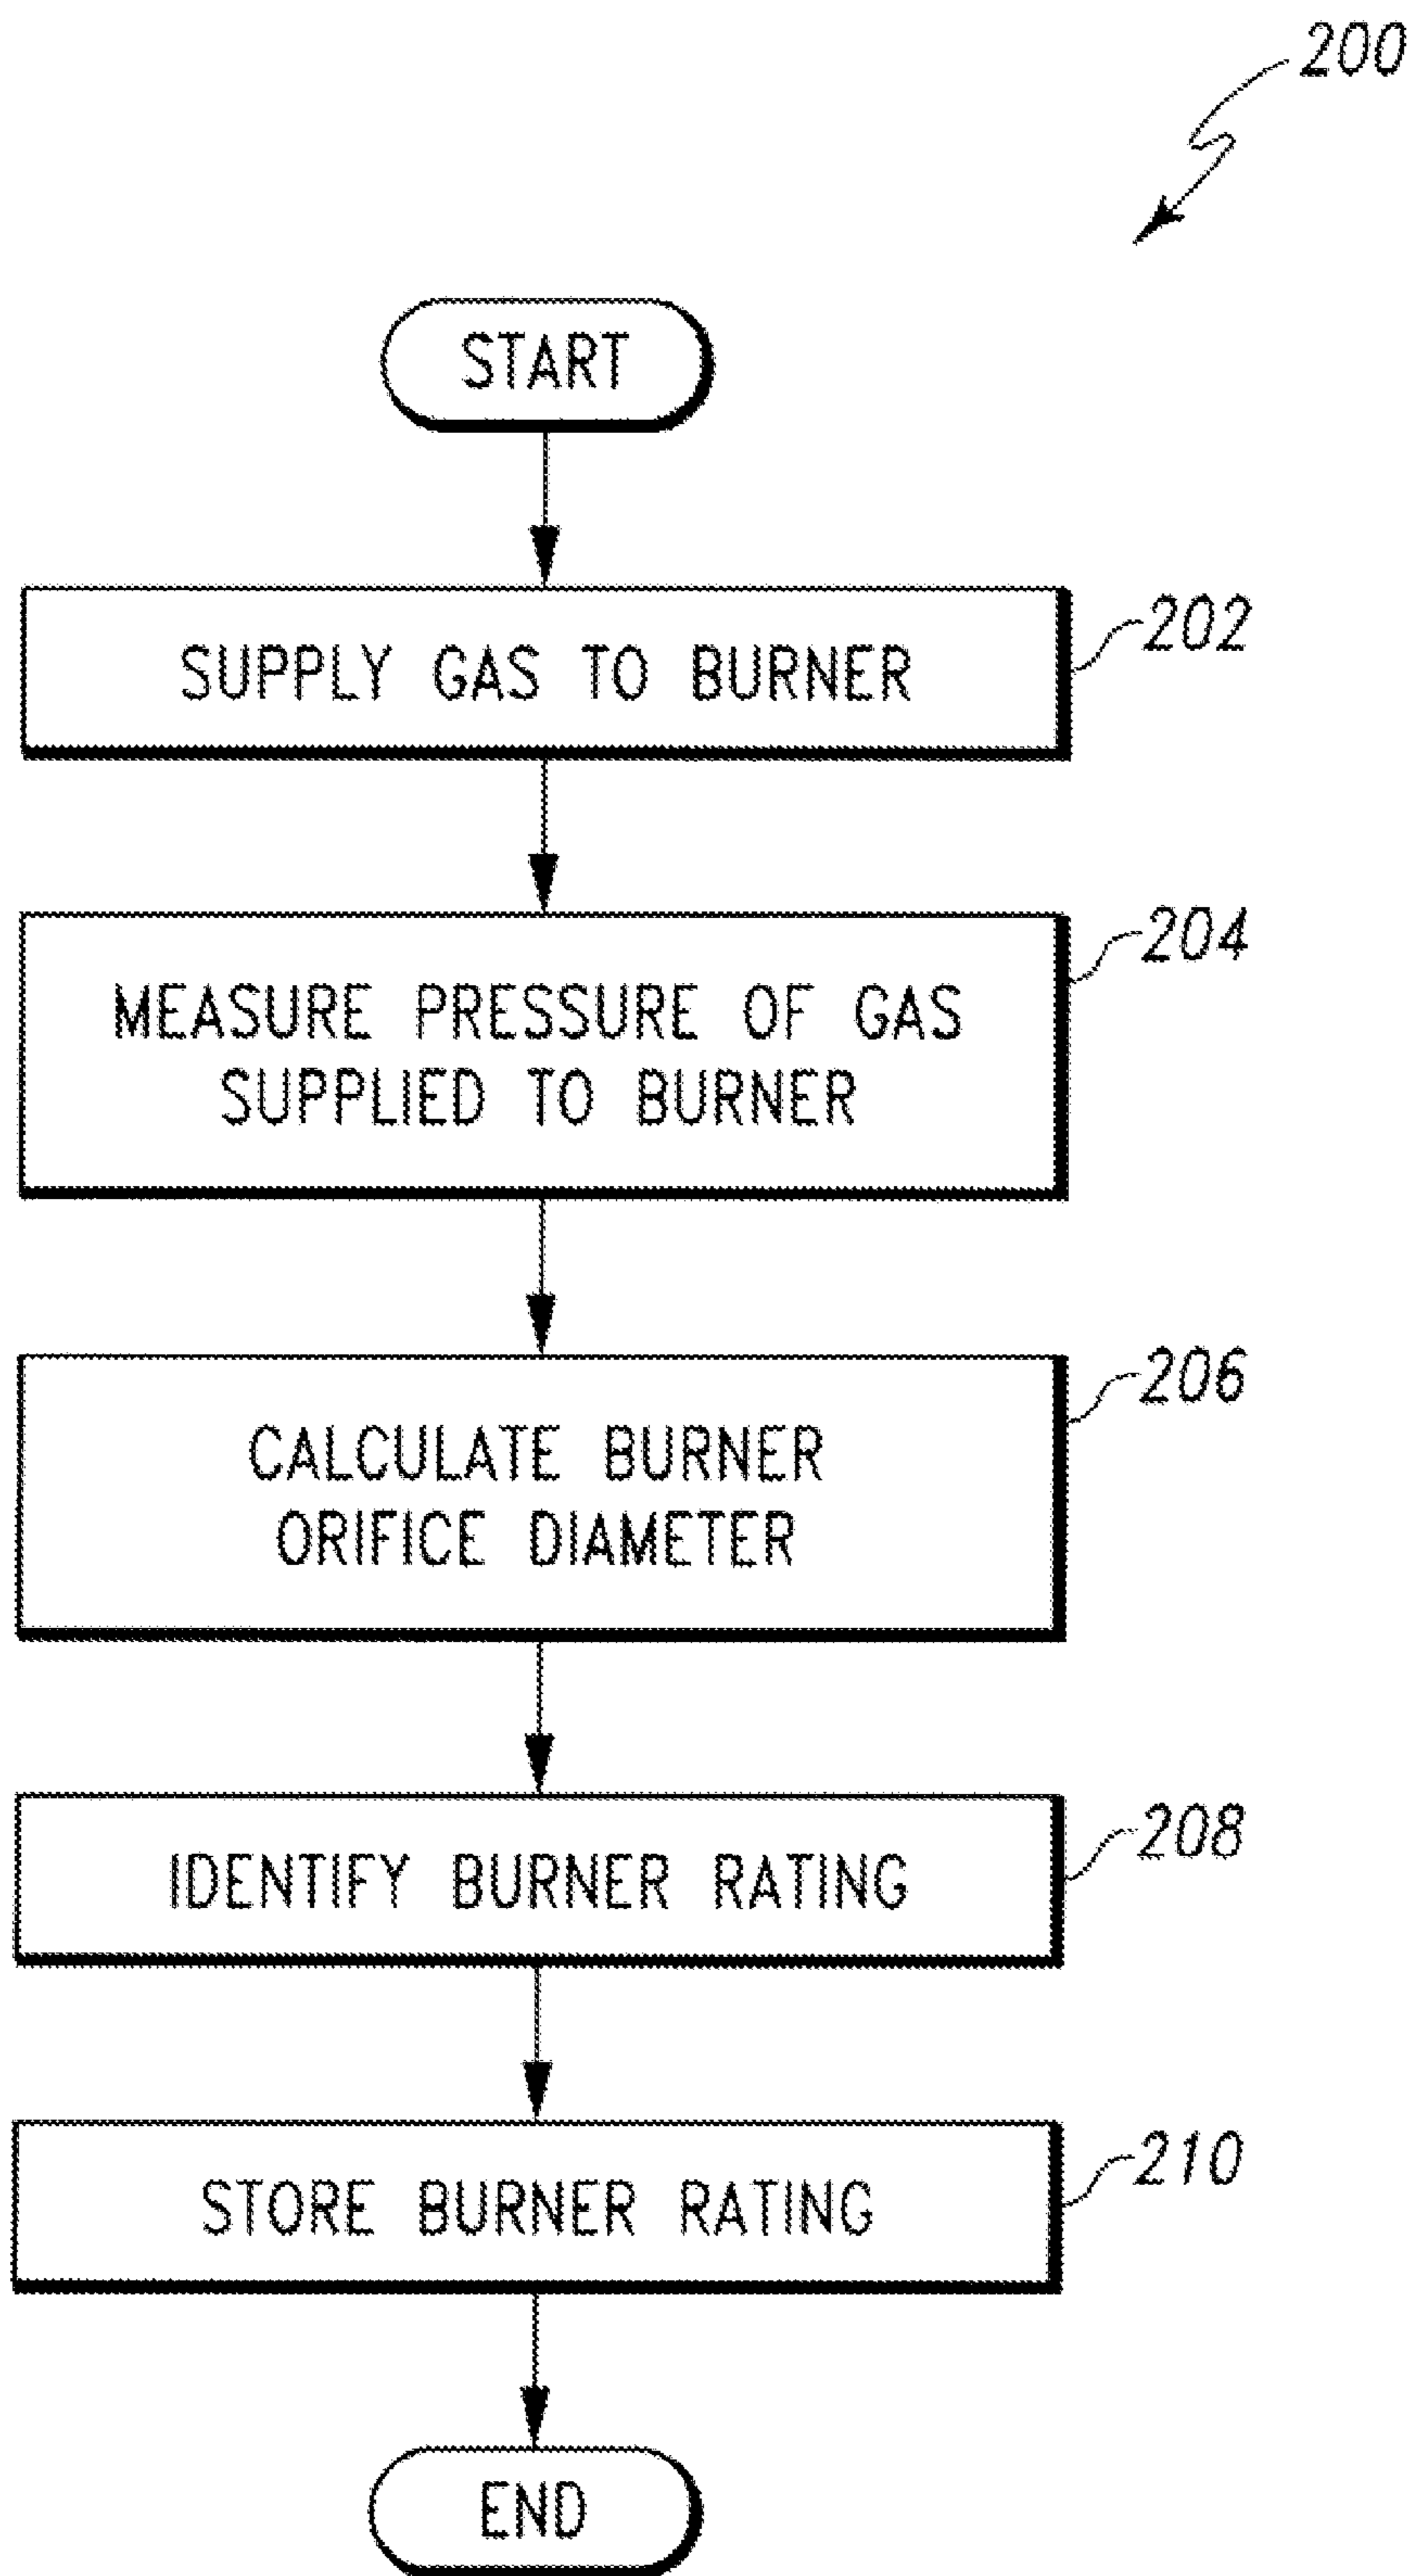 200
START
SUPPLY GAS TO BURNER
202
MEASURE PRESSURE OF GAS
SUPPLIED TO BURNER
204
CALCULATE BURNER
ORIFICE DIAMETER
206
IDENTIFY BURNER RATING
208
STORE BURNER RATING
210
END